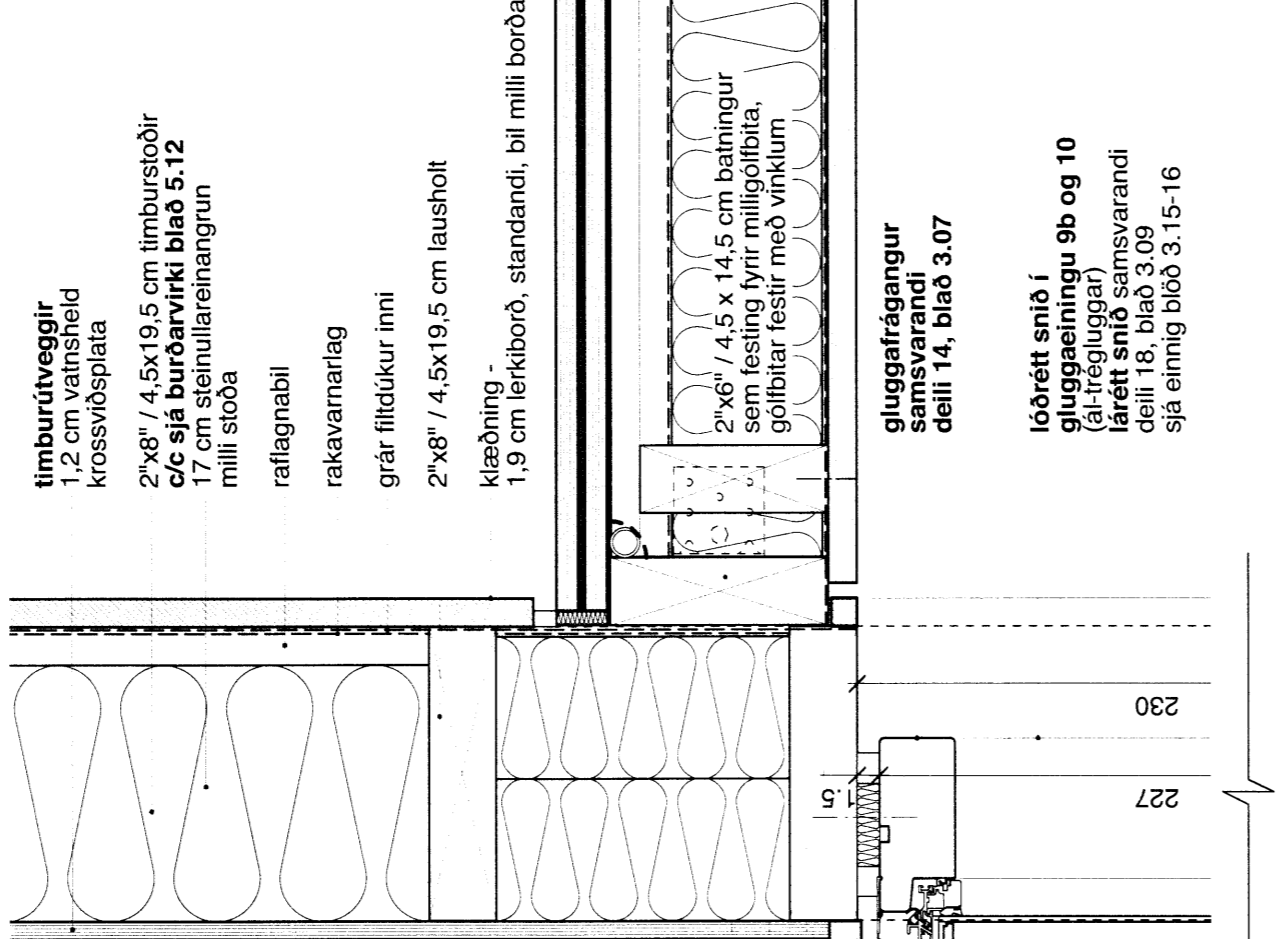 timburútveggir
1,2 cm vatnsheld
krossviðsplata
2"x8" / 4,5x19,5 cm timburstoðir
c/c sjá burðarvirki blað 5.12
17 cm steinullareinangrun
milli stoða
raflagnabil
rakavarnarlag
grár filtdúkur inni
2"x8" / 4,5x19,5 cm lausholt
klæðning -
1,9 cm lerkiborð, standandi, bil milli borða
2"x6" / 4,5 x 14,5 cm batningur
sem festing fyrir milligólfbita,
gólfbitar festir með vinklum
gluggafrágangur
samsvarandi
deili 14, blað 3.07
lóðrétt snið í
gluggaeiningu 9b og 10
(ál-trégluggar)
lárétt snið samsvarandi
deili 18, blað 3.09
sjá einnig blöð 3.15-16
1.5
230
227